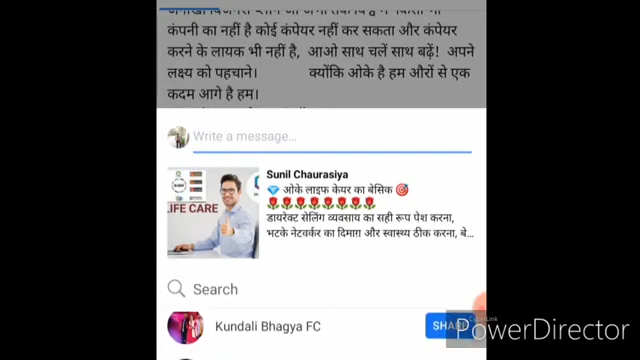 कंपनी का नहीं है कोई कंपेयर नहीं कर सकता और कंपेयर
करने के लायक भी नहीं है, आओ साथ चलें साथ बढ़ें! अपने
लक्ष्य को पहचाने। क्योंकि ओके है हम औरों से एक
कदम आगे है हम।
Write a message...
Sunil Chaurasiya
💎 ओके लाइफ केयर का बेसिक 🎯
🌹🌹🌹🌹🌹🌹🌹🌹
डायरेक्ट सेलिंग व्यवसाय का सही रूप पेश करना,
भटके नेटवर्कर का दिमाग़ और स्वास्थ्य ठीक करना, बे...
LIFE CARE
Search
Kundali Bhagya FC
CyberLink
PowerDirector